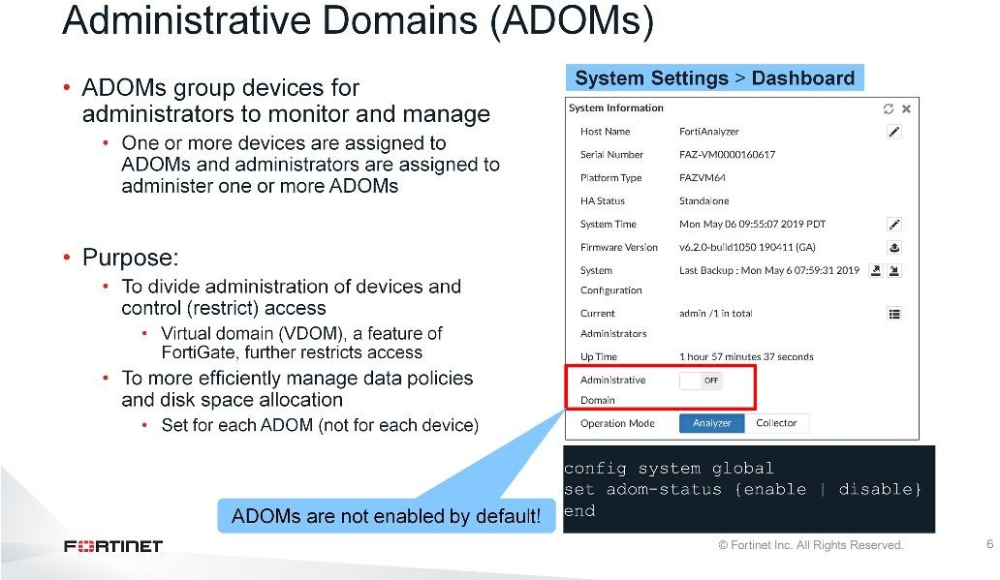 Administrative Domains (ADOMs)
• ADOMs group devices for
administrators to monitor and manage
• One or more devices are assigned to
ADOMs and administrators are assigned to
administer one or more ADOMs
• Purpose:
• To divide administration of devices and
control (restrict) access
• Virtual domain (VDOM), a feature of
FortiGate, further restricts access
• To more efficiently manage data policies
and disk space allocation
• Set for each ADOM (not for each device)
System Settings > Dashboard
System Information
Host Name FortiAnalyzer
Serial Number FAZ-VM0000160617
Platform Type FAZVM64
HA Status Standalone
System Time Mon May 06 09:55:07 2019 PDT
Firmware Version v6.2.0-build1050 190411 (GA)
System Last Backup : Mon May 6 07:59:31 2019
Configuration
Current admin /1 in total
Administrators
Up Time 1 hour 57 minutes 37 seconds
Administrative OFF
Domain
Operation Mode Analyzer Collector
config system global
set adom-status {enable | disable}
end
ADOMs are not enabled by default!
FORTINET
© Fortinet Inc. All Rights Reserved.
6